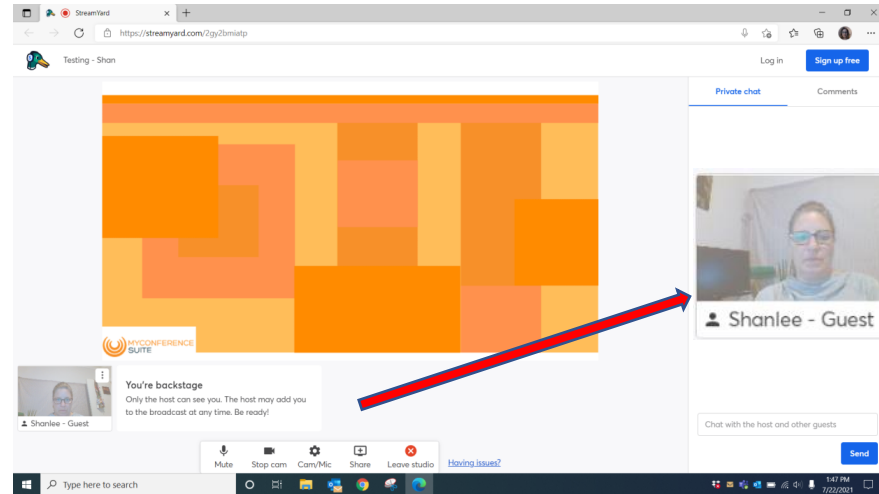 StreamYard
https://streamyard.com/2gy2bmiatp
Testing - Shan
Log in
Sign up free
Private chat
Comments
Shanlee - Guest
MYCONFERENCE
SUITE
You're backstage
Only the host can see you. The host may add you
to the broadcast at any time. Be ready!
Shanlee - Guest
Chat with the host and other guests
Send
Mute
Stop cam
Cam/Mic
Share
Leave studio
Having issues?
Type here to search
1:47 PM
7/22/2021